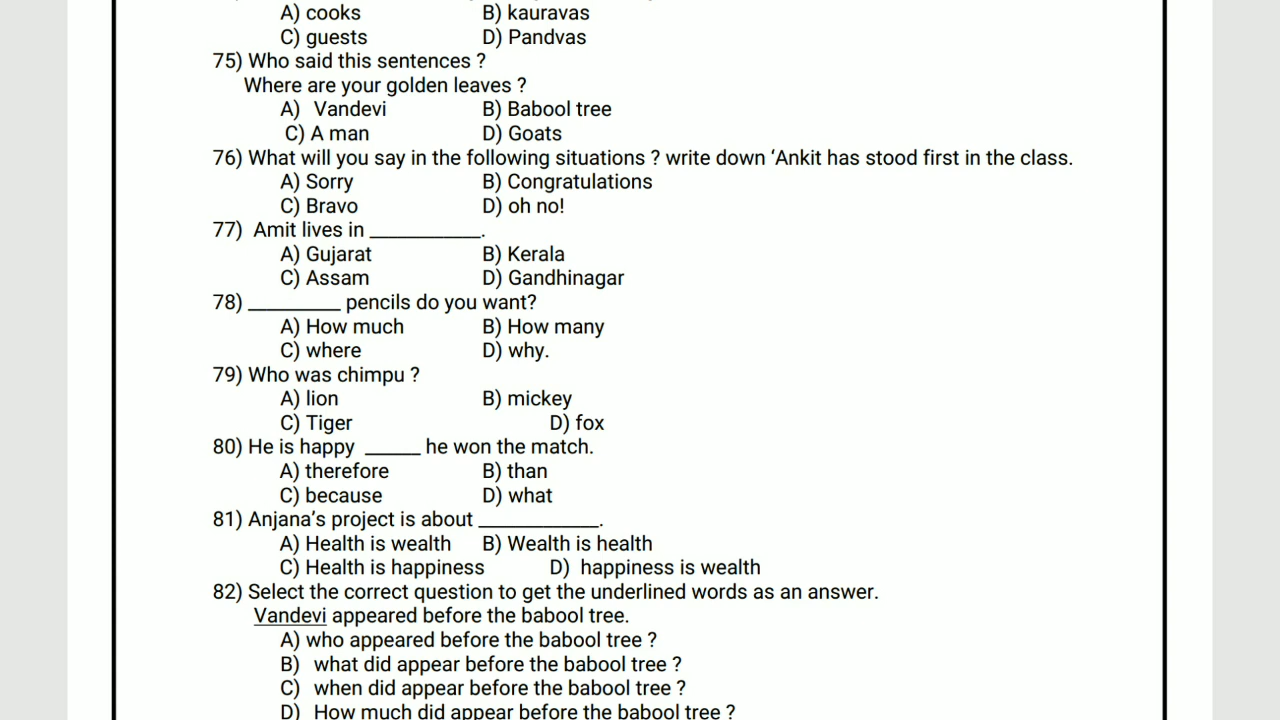 A) cooks B) kauravas
C) guests D) Pandvas
75) Who said this sentences ?
Where are your golden leaves ?
A) Vandevi B) Babool tree
C) A man D) Goats
76) What will you say in the following situations ? write down ‘Ankit has stood first in the class.
A) Sorry B) Congratulations
C) Bravo D) oh no!
77) Amit lives in ___________.
A) Gujarat B) Kerala
C) Assam D) Gandhinagar
78) _________ pencils do you want?
A) How much B) How many
C) where D) why.
79) Who was chimpu ?
A) lion B) mickey
C) Tiger D) fox
80) He is happy _____ he won the match.
A) therefore B) than
C) because D) what
81) Anjana’s project is about ____________.
A) Health is wealth B) Wealth is health
C) Health is happiness D) happiness is wealth
82) Select the correct question to get the underlined words as an answer.
Vandevi appeared before the babool tree.
A) who appeared before the babool tree ?
B) what did appear before the babool tree ?
C) when did appear before the babool tree ?
D) How much did appear before the babool tree ?